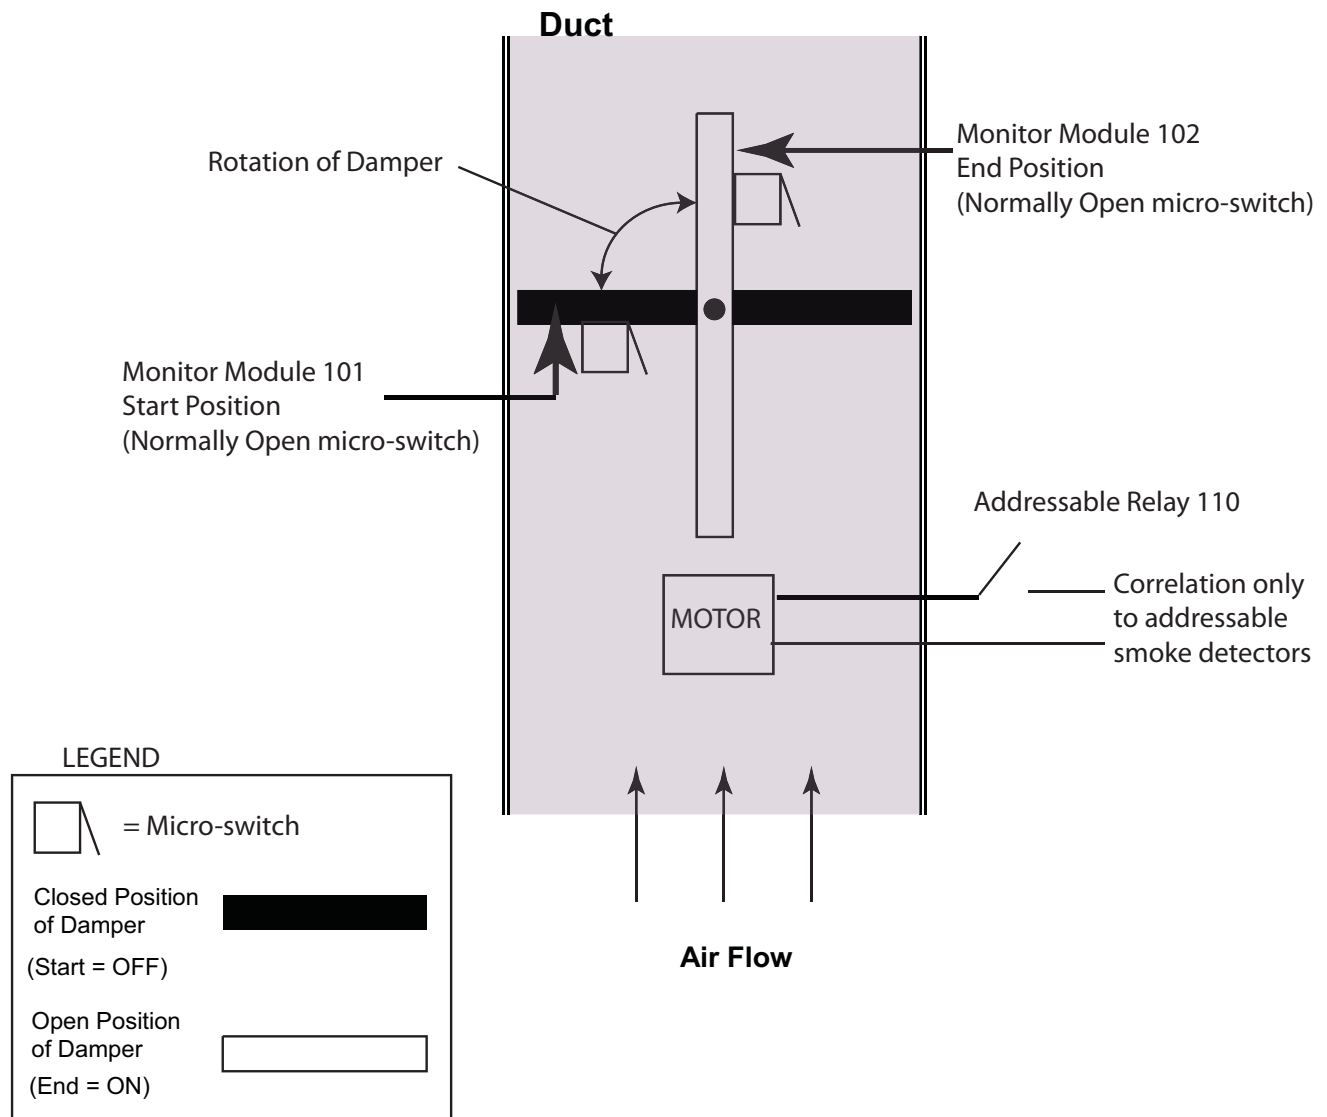 Duct
Rotation of Damper
Monitor Module 102
End Position
(Normally Open micro-switch)
Monitor Module 101
Start Position
(Normally Open micro-switch)
Addressable Relay 110
MOTOR
Correlation only
to addressable
smoke detectors
LEGEND
= Micro-switch
Closed Position
of Damper
(Start = OFF)
Open Position
of Damper
(End = ON)
Air Flow